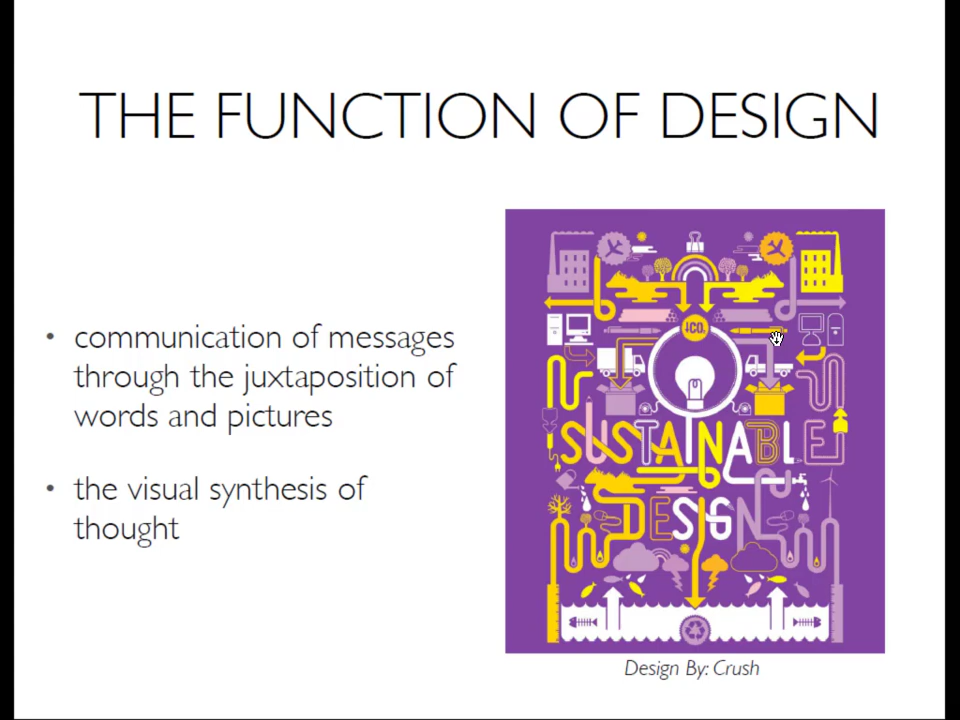 THE FUNCTION OF DESIGN
• communication of messages
through the juxtaposition of
words and pictures
• the visual synthesis of
thought
↓CO₂
SUSTAINABLE
DESIGN
Design By: Crush